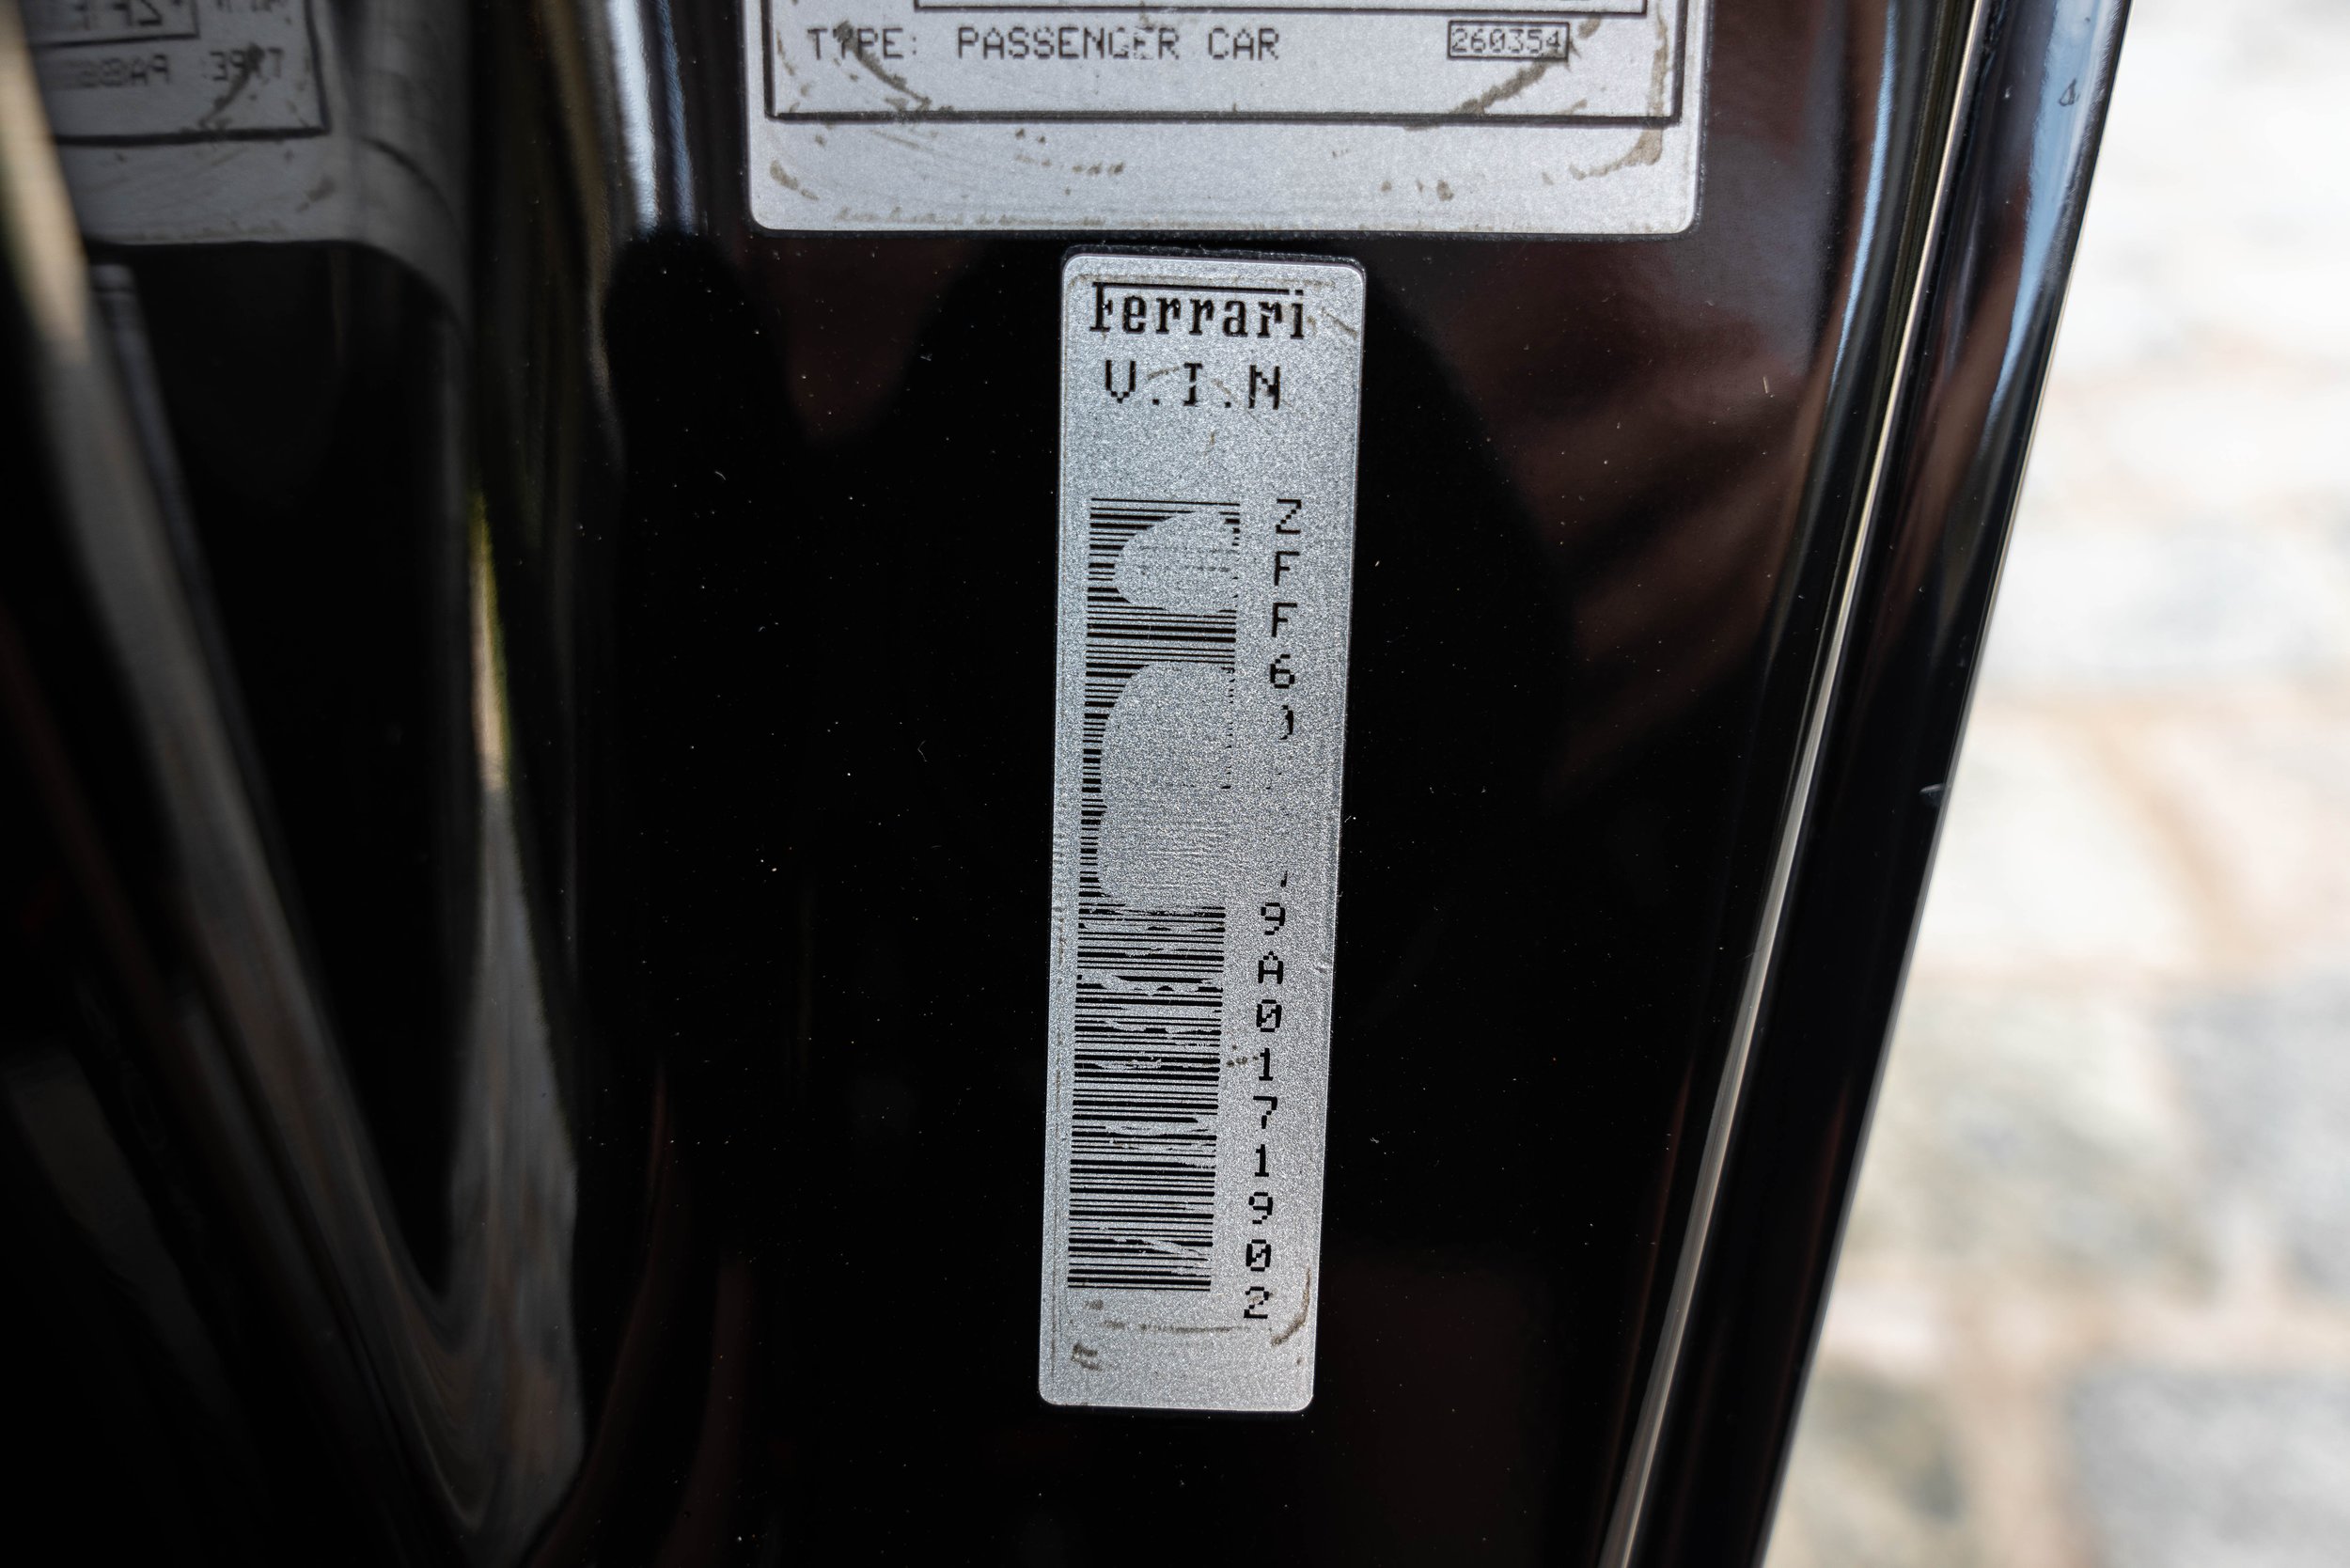 TYPE: PASSENGER CAR 260354
Ferrari
V.I.N
ZFF6
9A0171902